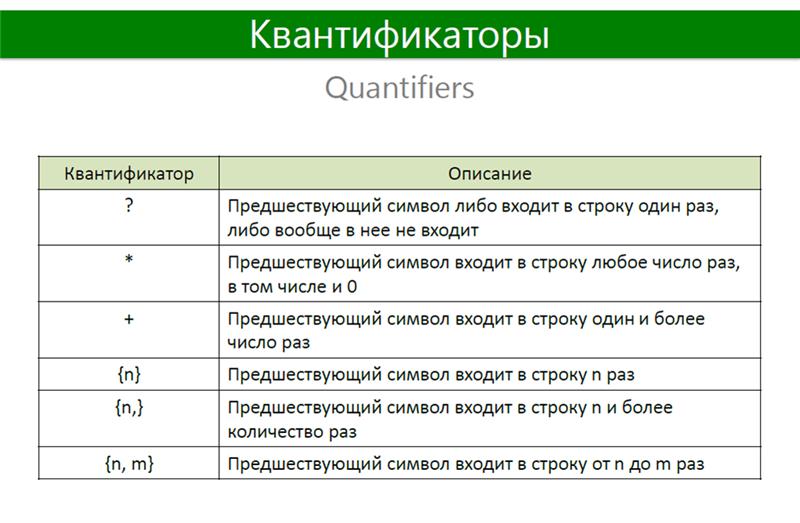 Квантификаторы
Quantifiers
Квантификатор Описание
? Предшествующий символ либо входит в строку один раз,
либо вообще в нее не входит
* Предшествующий символ входит в строку любое число раз,
в том числе и 0
+ Предшествующий символ входит в строку один и более
число раз
{n} Предшествующий символ входит в строку n раз
{n,} Предшествующий символ входит в строку n и более
количество раз
{n, m} Предшествующий символ входит в строку от n до m раз